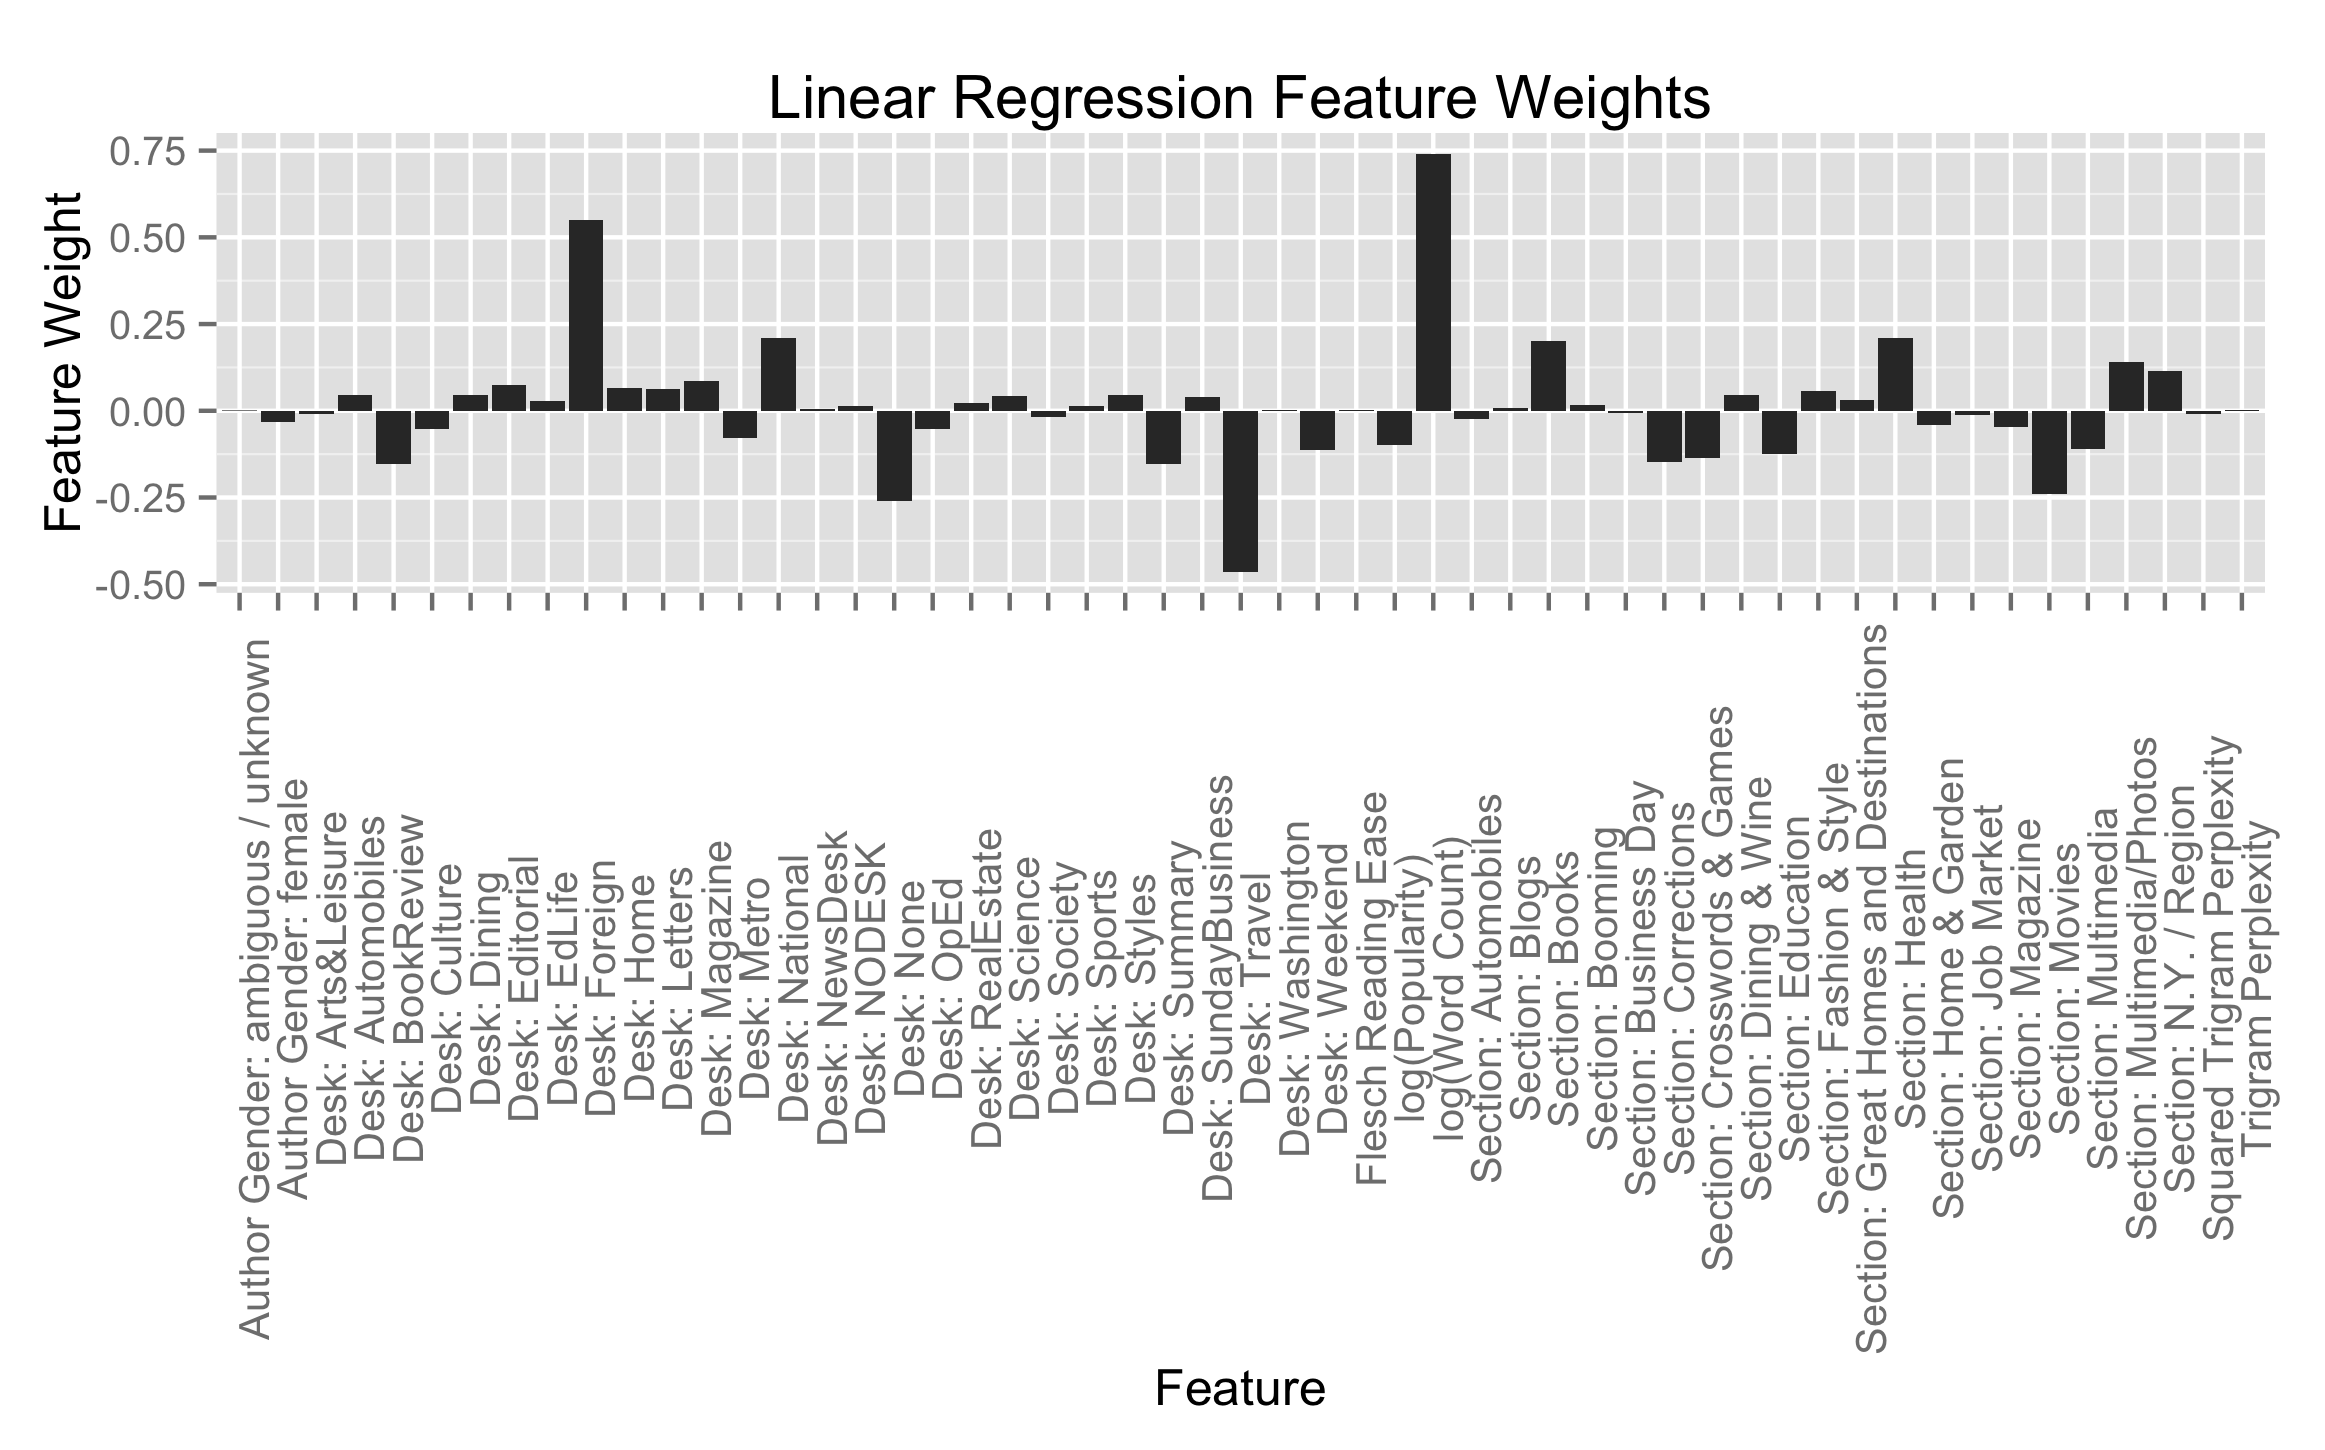 Linear Regression Feature Weights
Feature Weight
0.75
0.50
0.25
0.00
-0.25
-0.50
Author Gender: ambiguous / unknown
Author Gender: female
Desk: Arts&Leisure
Desk: Automobiles
Desk: BookReview
Desk: Culture
Desk: Dining
Desk: Editorial
Desk: EdLife
Desk: Foreign
Desk: Home
Desk: Letters
Desk: Magazine
Desk: Metro
Desk: National
Desk: NewsDesk
Desk: NODESK
Desk: None
Desk: OpEd
Desk: RealEstate
Desk: Science
Desk: Society
Desk: Sports
Desk: Styles
Desk: Summary
Desk: SundayBusiness
Desk: Travel
Desk: Washington
Desk: Weekend
Flesch Reading Ease
log(Popularity)
log(Word Count)
Section: Automobiles
Section: Blogs
Section: Books
Section: Booming
Section: Business Day
Section: Corrections
Section: Crosswords & Games
Section: Dining & Wine
Section: Education
Section: Fashion & Style
Section: Great Homes and Destinations
Section: Health
Section: Home & Garden
Section: Job Market
Section: Magazine
Section: Movies
Section: Multimedia
Section: Multimedia/Photos
Section: N.Y. / Region
Squared Trigram Perplexity
Trigram Perplexity
Feature